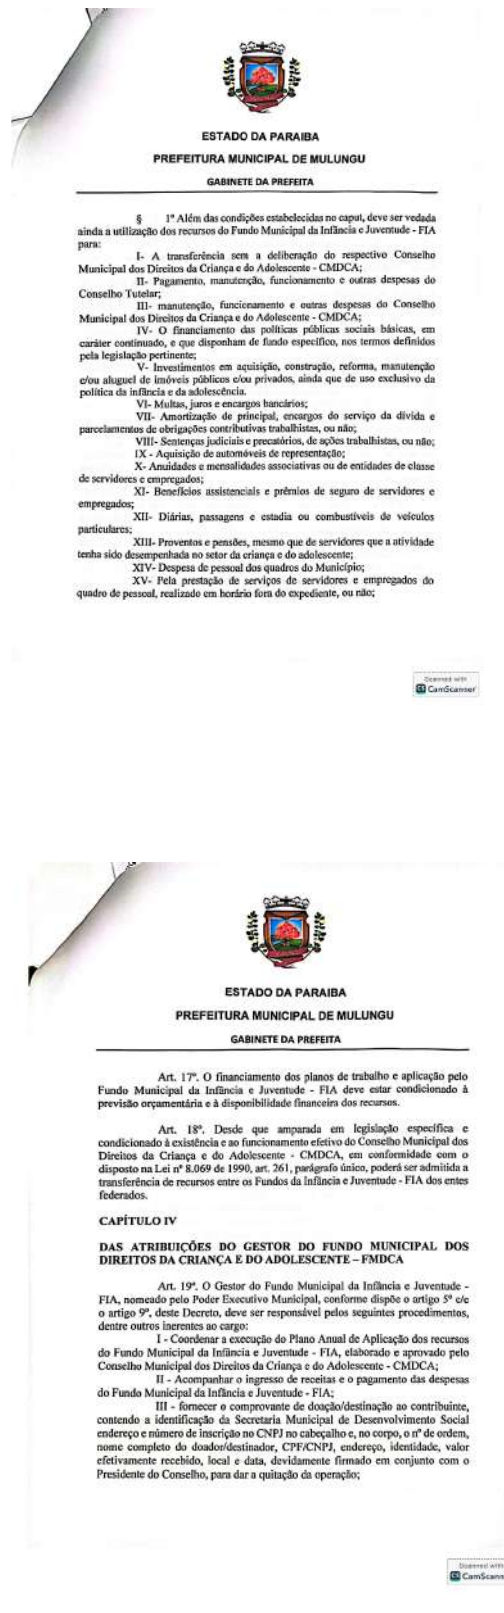 ESTADO DA PARAIBA
PREFEITURA MUNICIPAL DE MULUNGU
GABINETE DA PREFEITA
§ 1º Além das condições estabelecidas no caput, deve ser vedada
ainda a utilização dos recursos do Fundo Municipal da Infância e Juventude - FIA
para:
I- A transferência sem a deliberação do respectivo Conselho
Municipal dos Direitos da Criança e do Adolescente - CMDCA;
II- Pagamento, manutenção, funcionamento e outras despesas do
Conselho Tutelar;
III- manutenção, funcionamento e outras despesas do Conselho
Municipal dos Direitos da Criança e do Adolescente - CMDCA;
IV- O financiamento das políticas públicas sociais básicas, em
caráter continuado, e que disponham de fundo específico, nos termos definidos
pela legislação pertinente;
V- Investimentos em aquisição, construção, reforma, manutenção
e/ou aluguel de imóveis públicos e/ou privados, ainda que de uso exclusivo da
política da infância e da adolescência.
VI- Multas, juros e encargos bancários;
VII- Amortização de principal, encargos do serviço da dívida e
parcelamentos de obrigações contributivas trabalhistas, ou não;
VIII- Sentenças judiciais e precatórios, de ações trabalhistas, ou não;
IX - Aquisição de automóveis de representação;
X- Anuidades e mensalidades associativas ou de entidades de classe
de servidores e empregados;
XI- Benefícios assistenciais e prêmios de seguro de servidores e
empregados;
XII- Diárias, passagens e estadia ou combustíveis de veículos
particulares;
XIII- Proventos e pensões, mesmo que de servidores que a atividade
tenha sido desempenhada no setor da criança e do adolescente;
XIV- Despesa de pessoal dos quadros do Município;
XV- Pela prestação de serviços de servidores e empregados do
quadro de pessoal, realizado em horário fora do expediente, ou não;
Scanned with
CS CamScanner
ESTADO DA PARAIBA
PREFEITURA MUNICIPAL DE MULUNGU
GABINETE DA PREFEITA
Art. 17º. O financiamento dos planos de trabalho e aplicação pelo
Fundo Municipal da Infância e Juventude - FIA deve estar condicionado à
previsão orçamentária e à disponibilidade financeira dos recursos.
Art. 18º. Desde que amparada em legislação específica e
condicionado à existência e ao funcionamento efetivo do Conselho Municipal dos
Direitos da Criança e do Adolescente - CMDCA, em conformidade com o
disposto na Lei nº 8.069 de 1990, art. 261, parágrafo único, poderá ser admitida a
transferência de recursos entre os Fundos da Infância e Juventude - FIA dos entes
federados.
CAPÍTULO IV
DAS ATRIBUIÇÕES DO GESTOR DO FUNDO MUNICIPAL DOS
DIREITOS DA CRIANÇA E DO ADOLESCENTE – FMDCA
Art. 19º. O Gestor do Fundo Municipal da Infância e Juventude -
FIA, nomeado pelo Poder Executivo Municipal, conforme dispõe o artigo 5º c/c
o artigo 9º, deste Decreto, deve ser responsável pelos seguintes procedimentos,
dentre outros inerentes ao cargo:
I - Coordenar a execução do Plano Anual de Aplicação dos recursos
do Fundo Municipal da Infância e Juventude - FIA, elaborado e aprovado pelo
Conselho Municipal dos Direitos da Criança e do Adolescente - CMDCA;
II - Acompanhar o ingresso de receitas e o pagamento das despesas
do Fundo Municipal da Infância e Juventude - FIA;
III - fornecer o comprovante de doação/destinação ao contribuinte,
contendo a identificação da Secretaria Municipal de Desenvolvimento Social
endereço e número de inscrição no CNPJ no cabeçalho e, no corpo, o nº de ordem,
nome completo do doador/destinador, CPF/CNPJ, endereço, identidade, valor
efetivamente recebido, local e data, devidamente firmado em conjunto com o
Presidente do Conselho, para dar a quitação da operação;
Scanned with
CS CamScann